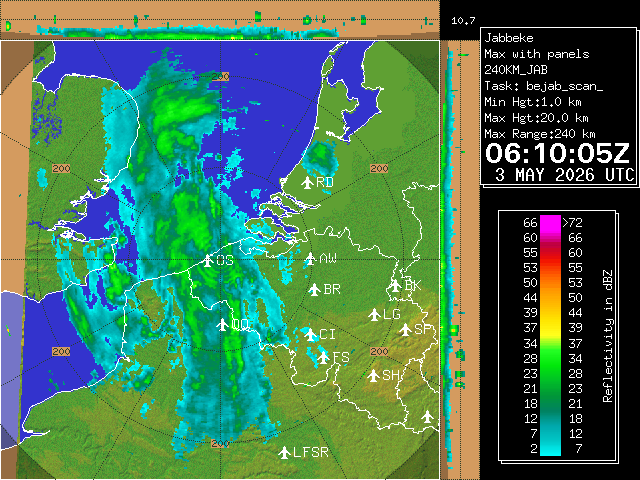 10.7
Jabbeke
Max with panels
240KM_JAB
Task: bejab_scan_
Min Hgt:1.0 km
Max Hgt:20.0 km
Max Range:240 km
06:10:05Z
3 MAY 2026 UTC
200
200
200
RD
OS
AW
BR
BK
LG
QO
CI
SP
200
200
FS
SH
200
LFSR
66 >72
60 66
55 60
53 55
50 53
44 50
39 44
37 39
34 37
28 34
23 28
21 23
18 21
12 18
7 12
2 7
Reflectivity in dBZ